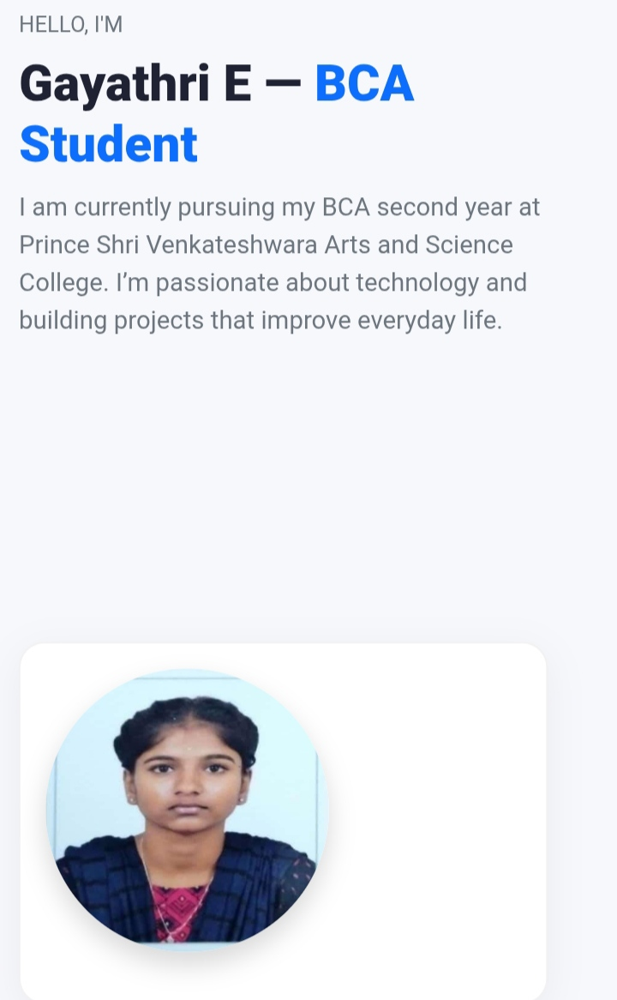 HELLO, I'M
Gayathri E — BCA
Student
I am currently pursuing my BCA second year at
Prince Shri Venkateshwara Arts and Science
College. I’m passionate about technology and
building projects that improve everyday life.